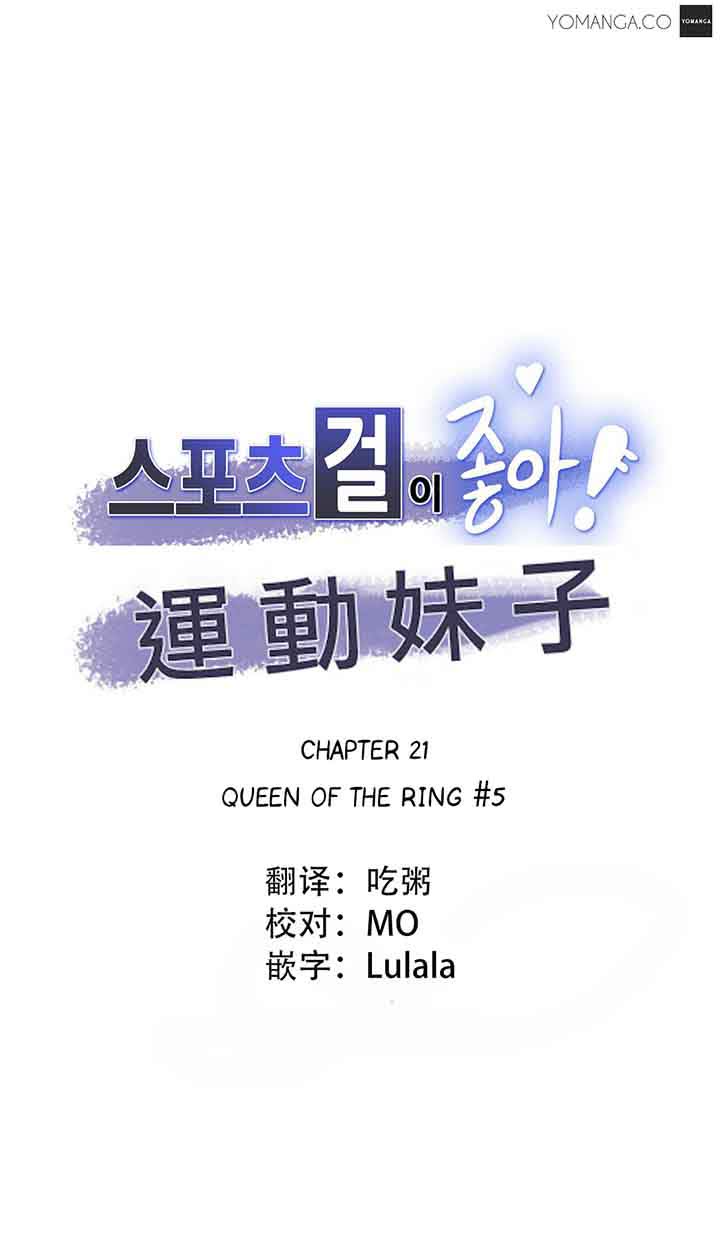 YOMANGA.CO
YOMANGA
스포츠걸이 좋아!
運動妹子
CHAPTER 21
QUEEN OF THE RING #5
翻译：吃粥
校对：MO
嵌字：Lulala